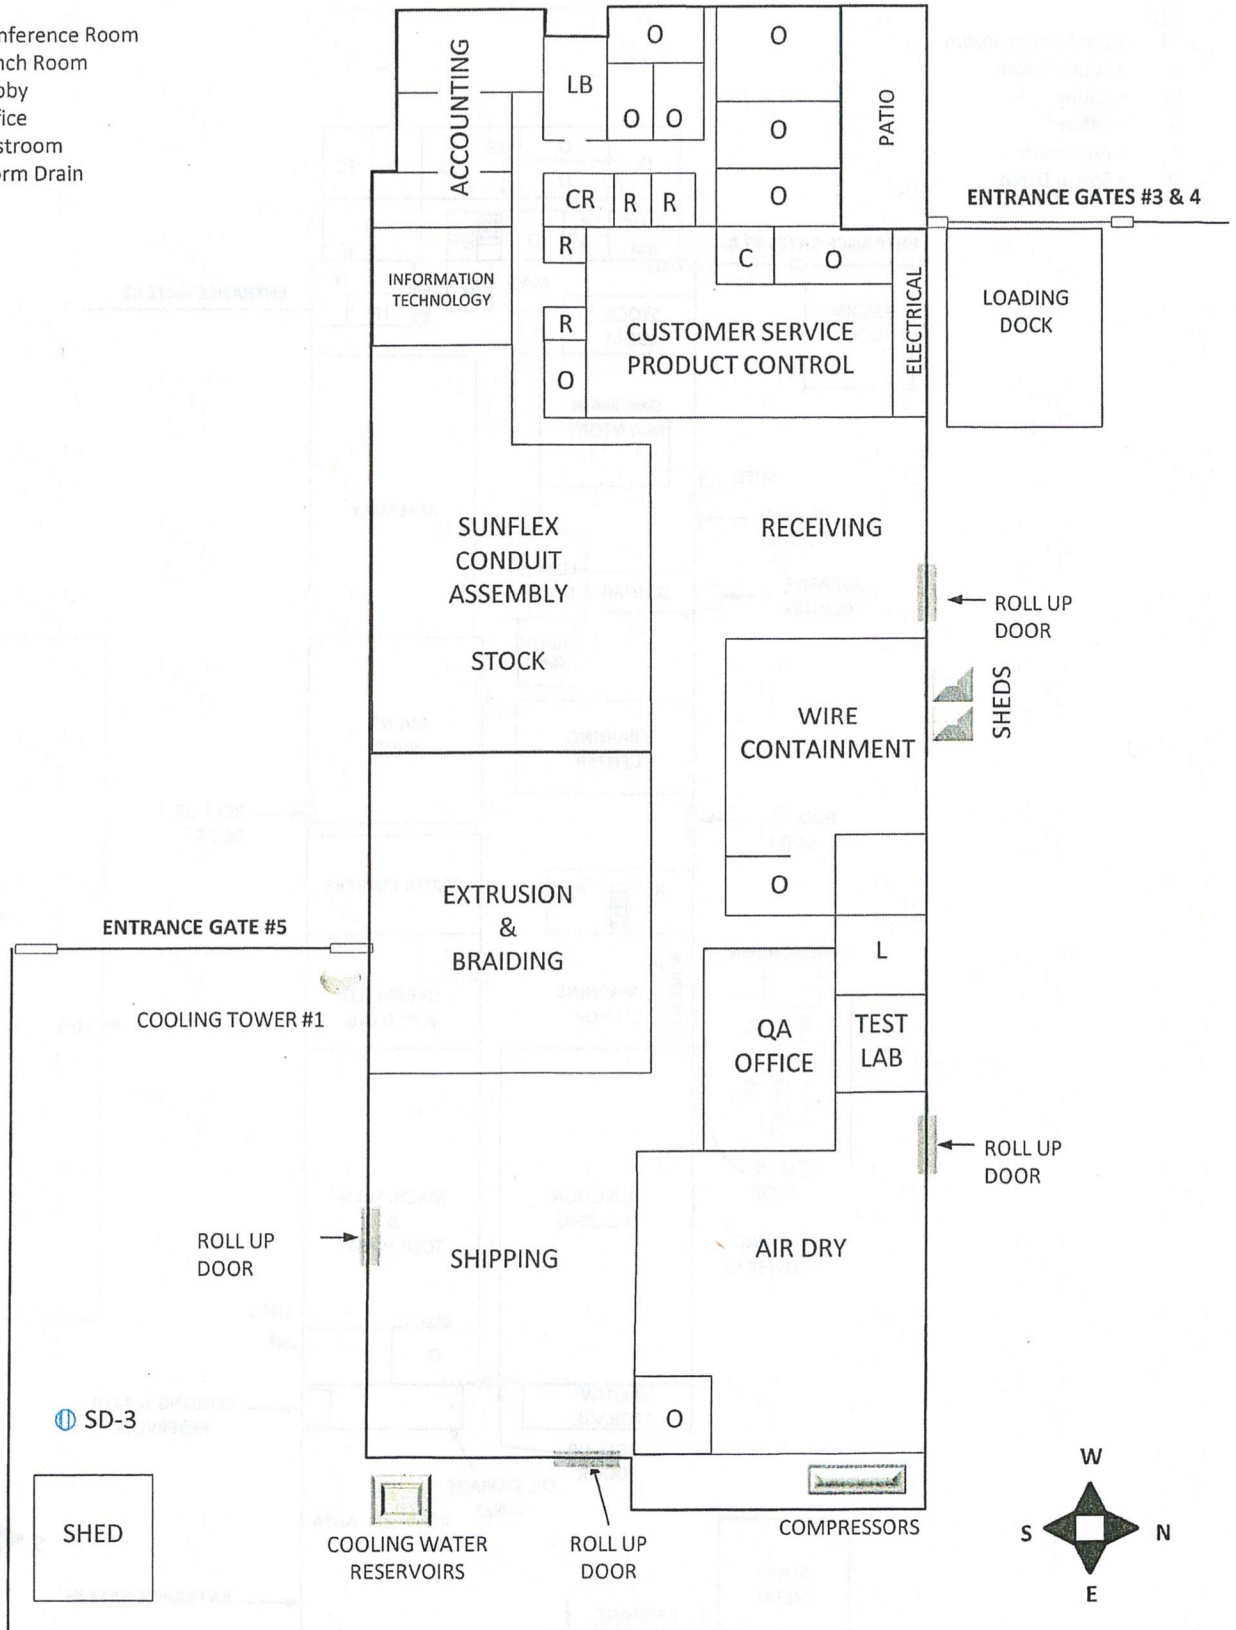 nference Room
nch Room
bby
fice
stroom
orm Drain
ACCOUNTING
LB
O
O
O
O
O
O
PATIO
CR
R
R
R
R
O
C
O
INFORMATION
TECHNOLOGY
CUSTOMER SERVICE
PRODUCT CONTROL
ELECTRICAL
ENTRANCE GATES #3 & 4
LOADING
DOCK
SUNFLEX
CONDUIT
ASSEMBLY
STOCK
RECEIVING
ROLL UP
DOOR
SHEDS
WIRE
CONTAINMENT
O
EXTRUSION
&
BRAIDING
ENTRANCE GATE #5
COOLING TOWER #1
L
QA
OFFICE
TEST
LAB
ROLL UP
DOOR
ROLL UP
DOOR
SHIPPING
AIR DRY
O
SD-3
SHED
COOLING WATER
RESERVOIRS
ROLL UP
DOOR
COMPRESSORS
W
S
N
E